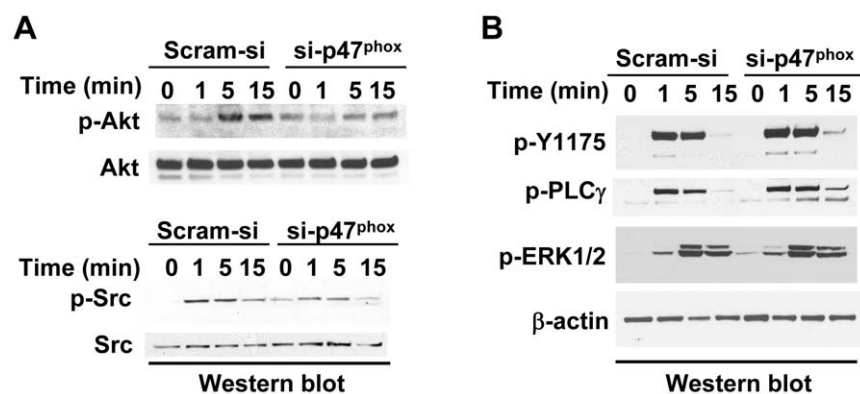 A
Scram-si si-p47phox
Time (min) 0 1 5 15 0 1 5 15
p-Akt
Akt
Scram-si si-p47phox
Time (min) 0 1 5 15 0 1 5 15
p-Src
Src
Western blot
B
Scram-si si-p47phox
Time (min) 0 1 5 15 0 1 5 15
p-Y1175
p-PLCγ
p-ERK1/2
β-actin
Western blot